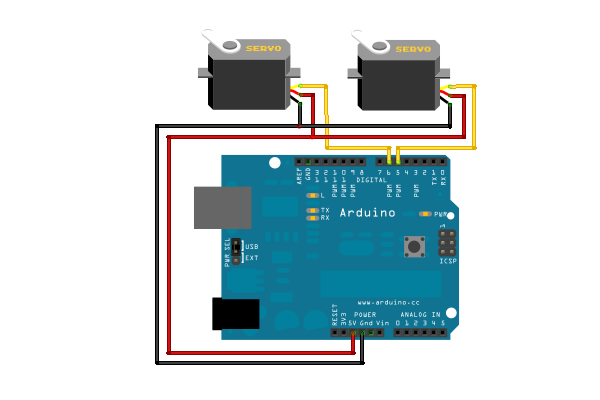 SERVO
SERVO
AREF
GND
13
12
11
10
9
8
7
6
5
4
3
2
TX 1
RX 0
PWM
PWM
PWM
PWM
PWM
PWM
DIGITAL
L
TX
RX
Arduino
PWR
PWR SEL
USB
EXT
ICSP
www.arduino.cc
RESET
3V3
POWER
5V Gnd Vin
ANALOG IN
0 1 2 3 4 5